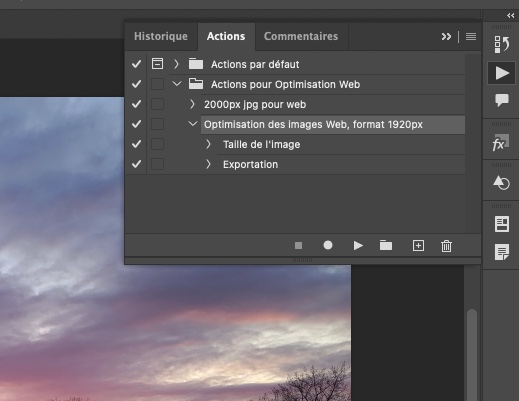 Historique Actions Commentaires
Actions par défaut
Actions pour Optimisation Web
2000px jpg pour web
Optimisation des images Web, format 1920px
Taille de l'image
Exportation
fx